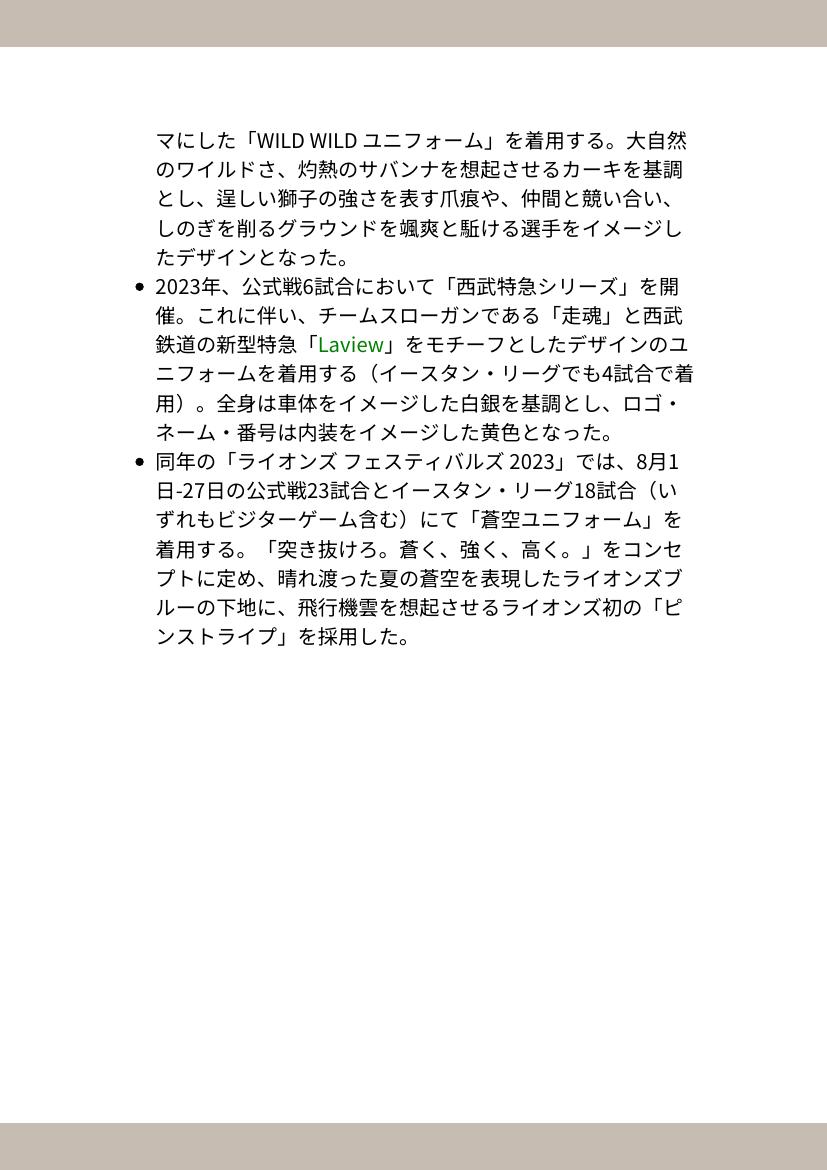 マにした「WILD WILD ユニフォーム」を着用する。大自然
のワイルドさ、灼熱のサバンナを想起させるカーキを基調
とし、逞しい獅子の強さを表す爪痕や、仲間と競い合い、
しのぎを削るグラウンドを颯爽と駈ける選手をイメージし
たデザインとなった。
• 2023年、公式戦6試合において「西武特急シリーズ」を開
催。これに伴い、チームスローガンである「走魂」と西武
鉄道の新型特急「Laview」をモチーフとしたデザインのユ
ニフォームを着用する（イースタン・リーグでも4試合で着
用）。全身は車体をイメージした白銀を基調とし、ロゴ・
ネーム・番号は内装をイメージした黄色となった。
• 同年の「ライオンズ フェスティバルズ 2023」では、8月1
日-27日の公式戦23試合とイースタン・リーグ18試合（い
ずれもビジターゲーム含む）にて「蒼空ユニフォーム」を
着用する。「突き抜けろ。蒼く、強く、高く。」をコンセ
プトに定め、晴れ渡った夏の蒼空を表現したライオンズブ
ルーの下地に、飛行機雲を想起させるライオンズ初の「ピ
ンストライプ」を採用した。